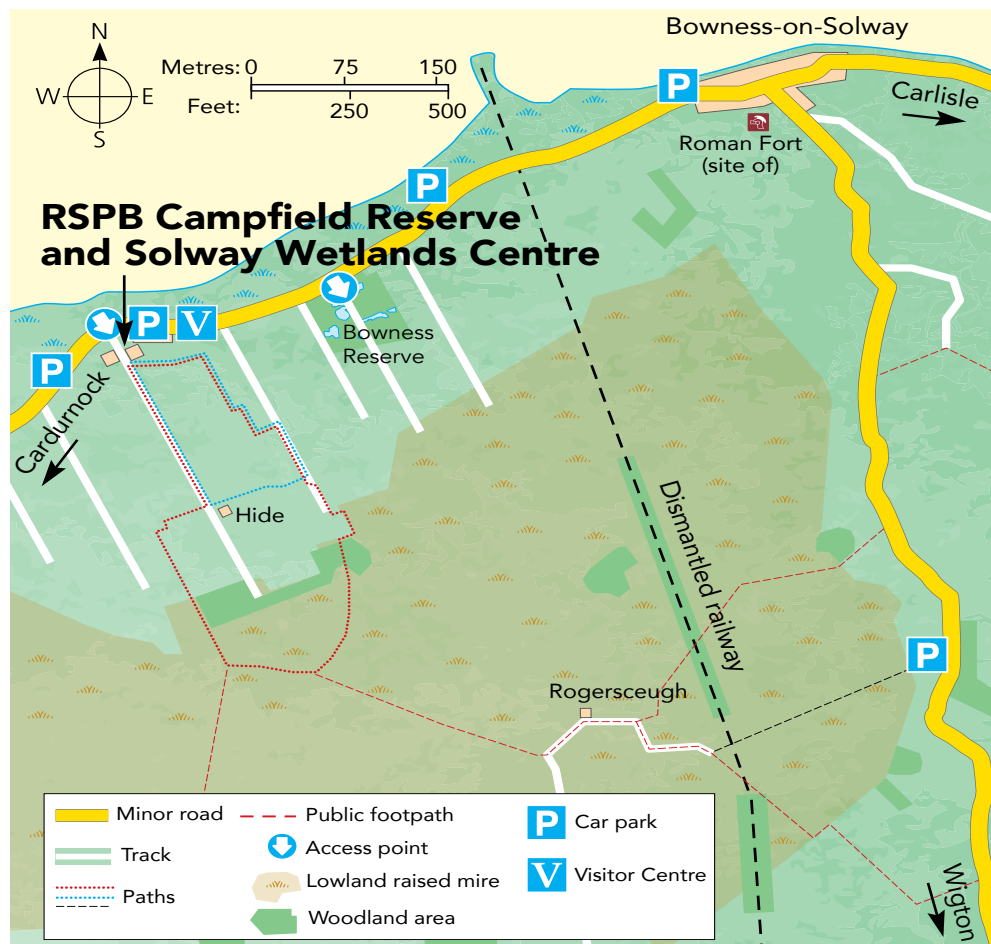 Bowness-on-Solway
N
W
E
S
Metres: 0 75 150
Feet: 250 500
P
Carlisle
Roman Fort
(site of)
P
RSPB Campfield Reserve
and Solway Wetlands Centre
P
V
Bowness
Reserve
P
Cardurnock
Hide
Dismantled railway
P
Rogersceugh
Minor road
Track
Paths
Public footpath
Access point
Lowland raised mire
Woodland area
P
Car park
V
Visitor Centre
Wigton